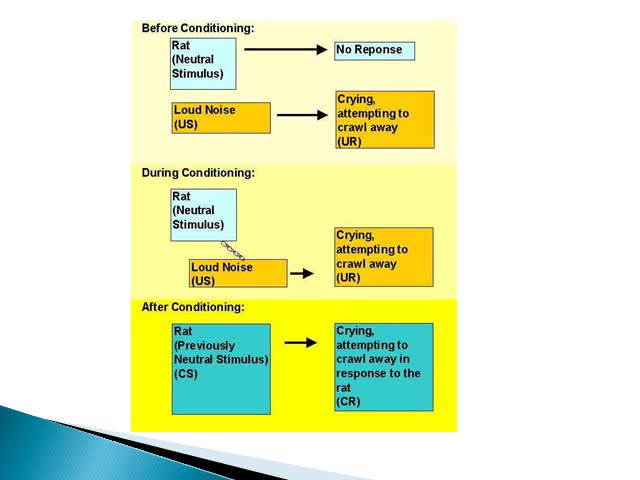 Before Conditioning:
Rat
(Neutral
Stimulus)
No Reponse
Loud Noise
(US)
Crying,
attempting to
crawl away
(UR)
During Conditioning:
Rat
(Neutral
Stimulus)
Loud Noise
(US)
Crying,
attempting to
crawl away
(UR)
After Conditioning:
Rat
(Previously
Neutral Stimulus)
(CS)
Crying,
attempting to
crawl away in
response to the
rat
(CR)